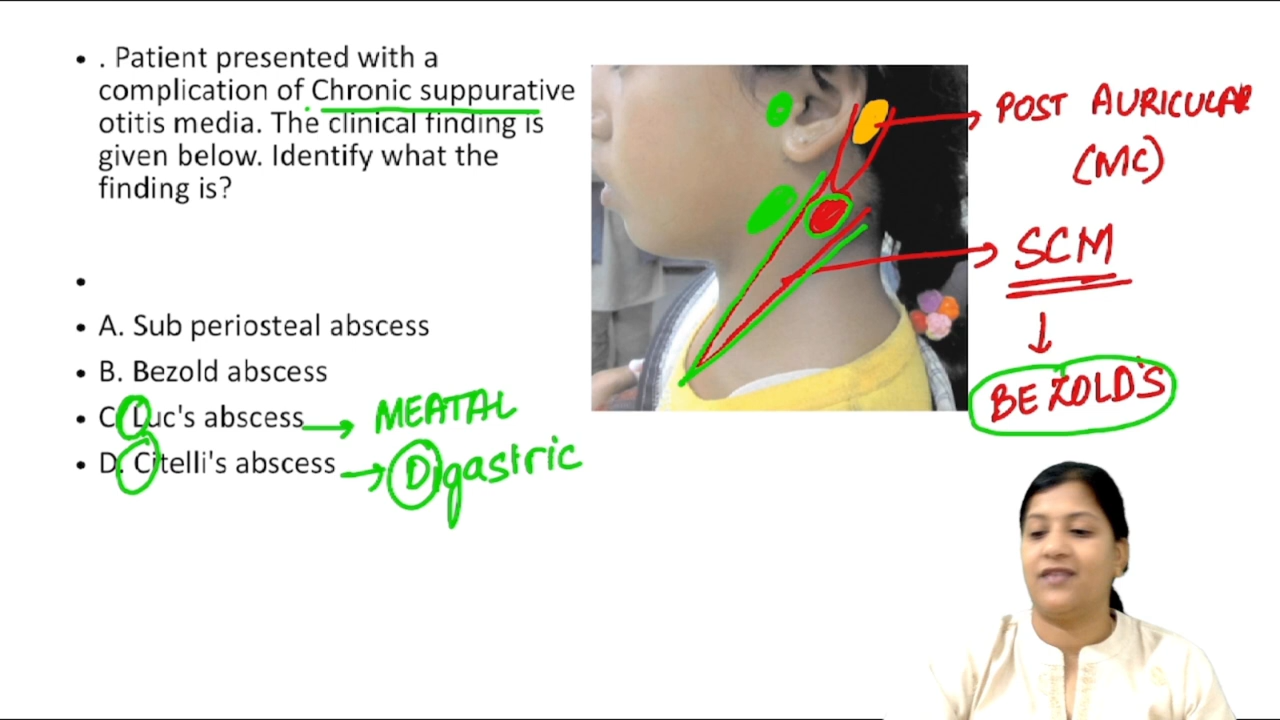 • . Patient presented with a
complication of Chronic suppurative
otitis media. The clinical finding is
given below. Identify what the
finding is?
•
• A. Sub periosteal abscess
• B. Bezold abscess
• C. Luc's abscess → MEATAL
• D. Citelli's abscess → Digastric
POST AURICULAR
(MC)
SCM
↓
BEZOLD'S